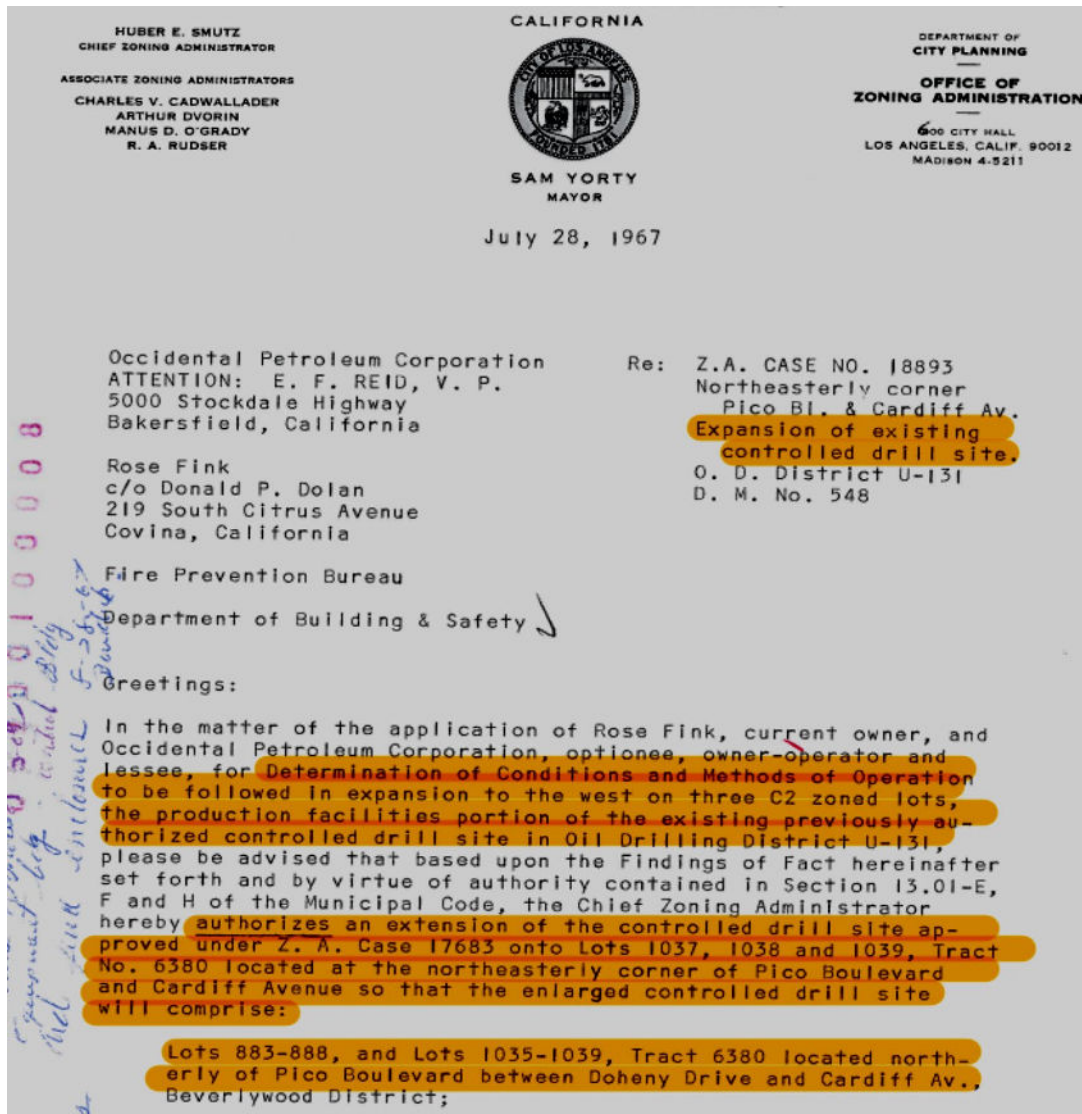 HUBER E. SMUTZ
CHIEF ZONING ADMINISTRATOR
ASSOCIATE ZONING ADMINISTRATORS
CHARLES V. CADWALLADER
ARTHUR DVORIN
MANUS D. O'GRADY
R. A. RUDSER
CALIFORNIA
CITY OF LOS ANGELES
FOUNDED 1781
SAM YORTY
MAYOR
DEPARTMENT OF
CITY PLANNING
OFFICE OF
ZONING ADMINISTRATION
600 CITY HALL
LOS ANGELES, CALIF. 90012
MADISON 4-5211
July 28, 1967
Occidental Petroleum Corporation
ATTENTION: E. F. REID, V. P.
5000 Stockdale Highway
Bakersfield, California
Rose Fink
c/o Donald P. Dolan
219 South Citrus Avenue
Covina, California
Fire Prevention Bureau
Department of Building & Safety
Re: Z.A. CASE NO. 18893
Northeasterly corner
Pico Bl. & Cardiff Av.
Expansion of existing
controlled drill site.
O. D. District U-131
D. M. No. 548
Greetings:
In the matter of the application of Rose Fink, current owner, and
Occidental Petroleum Corporation, optionee, owner-operator and
lessee, for Determination of Conditions and Methods of Operation
to be followed in expansion to the west on three C2 zoned lots,
the production facilities portion of the existing previously au-
thorized controlled drill site in Oil Drilling District U-131,
please be advised that based upon the Findings of Fact hereinafter
set forth and by virtue of authority contained in Section 13.01-E,
F and H of the Municipal Code, the Chief Zoning Administrator
hereby authorizes an extension of the controlled drill site ap-
proved under Z. A. Case 17683 onto Lots 1037, 1038 and 1039, Tract
No. 6380 located at the northeasterly corner of Pico Boulevard
and Cardiff Avenue so that the enlarged controlled drill site
will comprise:
Lots 883-888, and Lots 1035-1039, Tract 6380 located north-
erly of Pico Boulevard between Doheny Drive and Cardiff Av.,
Beverlywood District;